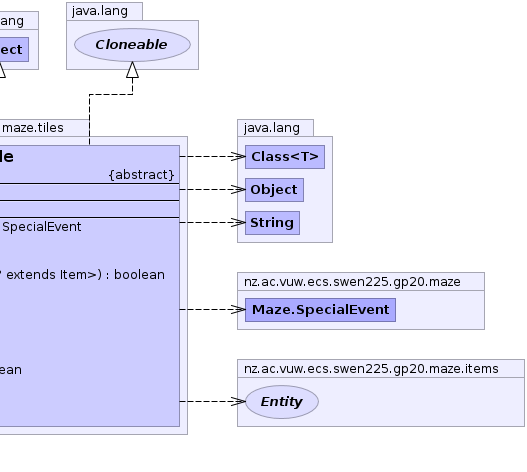 java.lang
Cloneable
ang
ect
maze.tiles
le
{abstract}
SpecialEvent
extends Item>) : boolean
ean
java.lang
Class<T>
Object
String
nz.ac.vuw.ecs.swen225.gp20.maze
Maze.SpecialEvent
nz.ac.vuw.ecs.swen225.gp20.maze.items
Entity